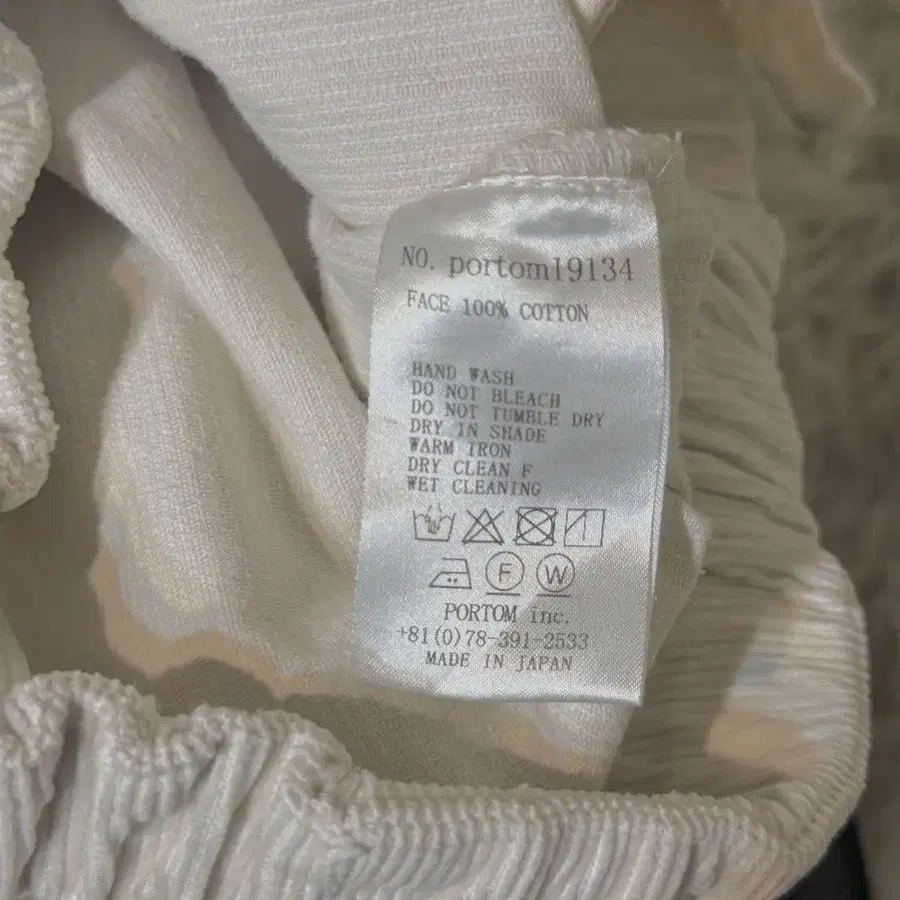 NO. portom19134
FACE 100% COTTON
HAND WASH
DO NOT BLEACH
DO NOT TUMBLE DRY
DRY IN SHADE
WARM IRON
DRY CLEAN F
WET CLEANING
F W
PORTOM inc.
+81(0)78-391-2533
MADE IN JAPAN